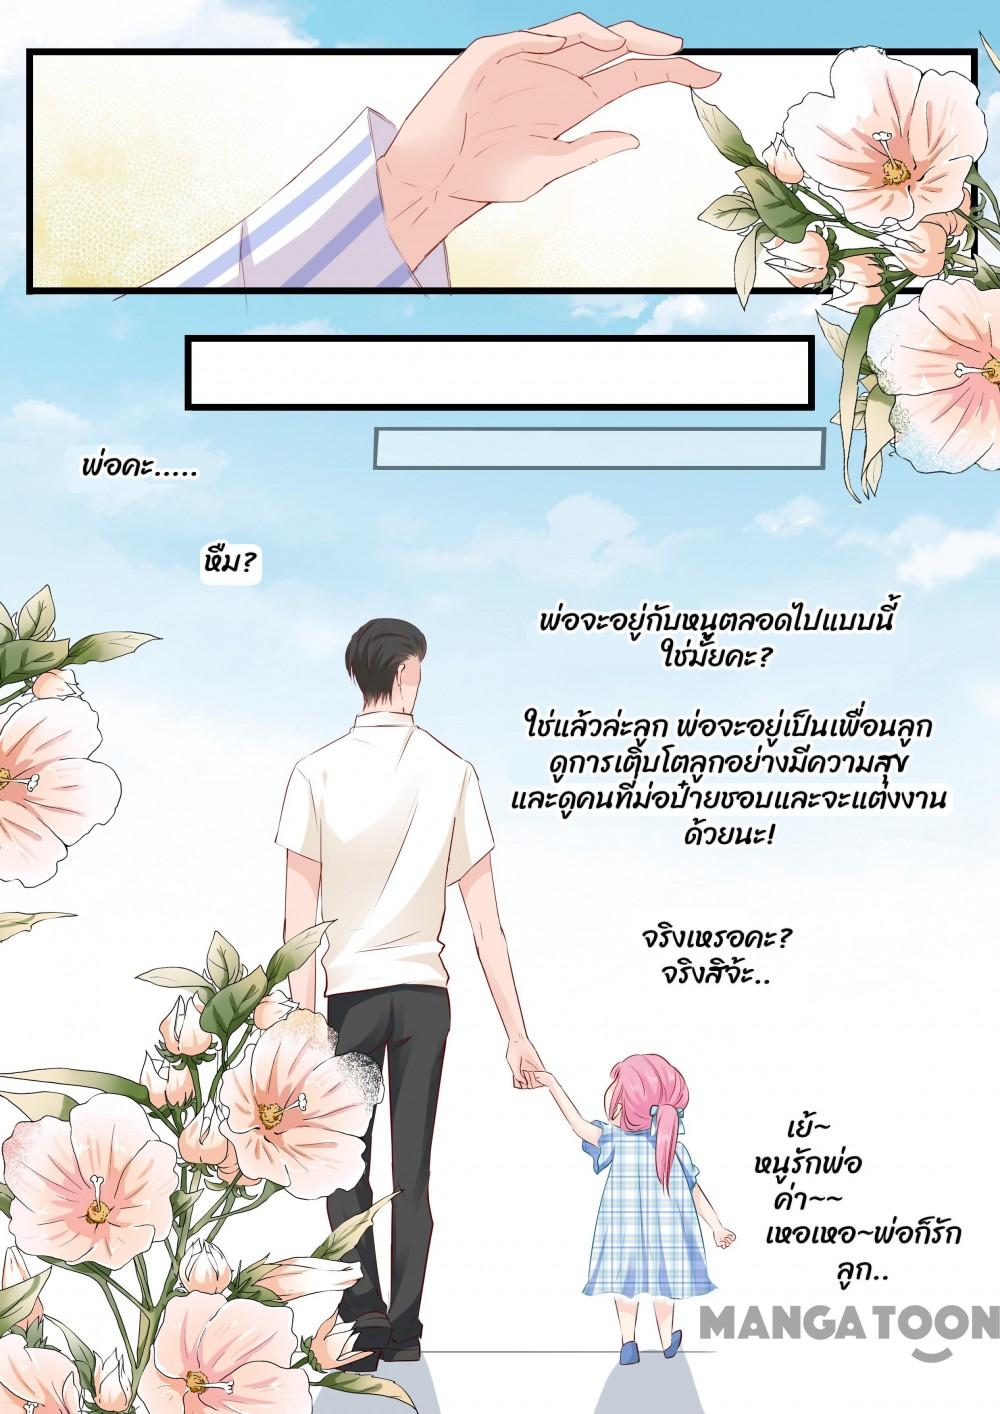 พ่อคะ.....
หืม?
พ่อจะอยู่กับหนูตลอดไปแบบนี้
ใช่มั้ยคะ?
ใช่แล้วล่ะลูก พ่อจะอยู่เป็นเพื่อนลูก
ดูการเติบโตลูกอย่างมีความสุข
และดูคนที่ม่อป๋ายชอบและจะแต่งงาน
ด้วยนะ!
จริงเหรอคะ?
จริงสิจ้ะ..
เย้~
หนูรักพ่อ
ค่า~~
เหอเหอ~พ่อก็รัก
ลูก..
MANGATOON